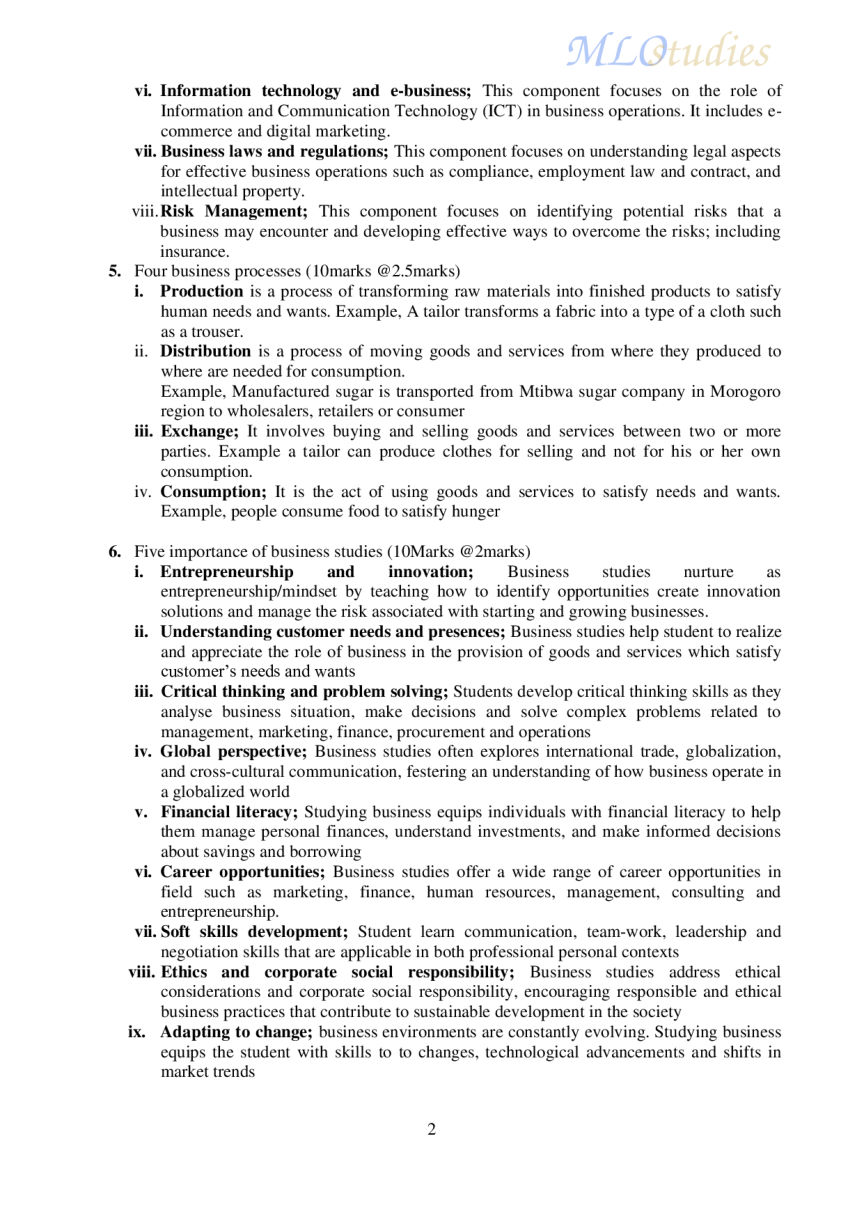 MLOstudies
vi. Information technology and e-business; This component focuses on the role of
Information and Communication Technology (ICT) in business operations. It includes e-
commerce and digital marketing.
vii. Business laws and regulations; This component focuses on understanding legal aspects
for effective business operations such as compliance, employment law and contract, and
intellectual property.
viii. Risk Management; This component focuses on identifying potential risks that a
business may encounter and developing effective ways to overcome the risks; including
insurance.
5. Four business processes (10marks @2.5marks)
i. Production is a process of transforming raw materials into finished products to satisfy
human needs and wants. Example, A tailor transforms a fabric into a type of a cloth such
as a trouser.
ii. Distribution is a process of moving goods and services from where they produced to
where are needed for consumption.
Example, Manufactured sugar is transported from Mtibwa sugar company in Morogoro
region to wholesalers, retailers or consumer
iii. Exchange; It involves buying and selling goods and services between two or more
parties. Example a tailor can produce clothes for selling and not for his or her own
consumption.
iv. Consumption; It is the act of using goods and services to satisfy needs and wants.
Example, people consume food to satisfy hunger
6. Five importance of business studies (10Marks @2marks)
i. Entrepreneurship and innovation; Business studies nurture as
entrepreneurship/mindset by teaching how to identify opportunities create innovation
solutions and manage the risk associated with starting and growing businesses.
ii. Understanding customer needs and presences; Business studies help student to realize
and appreciate the role of business in the provision of goods and services which satisfy
customer's needs and wants
iii. Critical thinking and problem solving; Students develop critical thinking skills as they
analyse business situation, make decisions and solve complex problems related to
management, marketing, finance, procurement and operations
iv. Global perspective; Business studies often explores international trade, globalization,
and cross-cultural communication, festering an understanding of how business operate in
a globalized world
v. Financial literacy; Studying business equips individuals with financial literacy to help
them manage personal finances, understand investments, and make informed decisions
about savings and borrowing
vi. Career opportunities; Business studies offer a wide range of career opportunities in
field such as marketing, finance, human resources, management, consulting and
entrepreneurship.
vii. Soft skills development; Student learn communication, team-work, leadership and
negotiation skills that are applicable in both professional personal contexts
viii. Ethics and corporate social responsibility; Business studies address ethical
considerations and corporate social responsibility, encouraging responsible and ethical
business practices that contribute to sustainable development in the society
ix. Adapting to change; business environments are constantly evolving. Studying business
equips the student with skills to to changes, technological advancements and shifts in
market trends
2